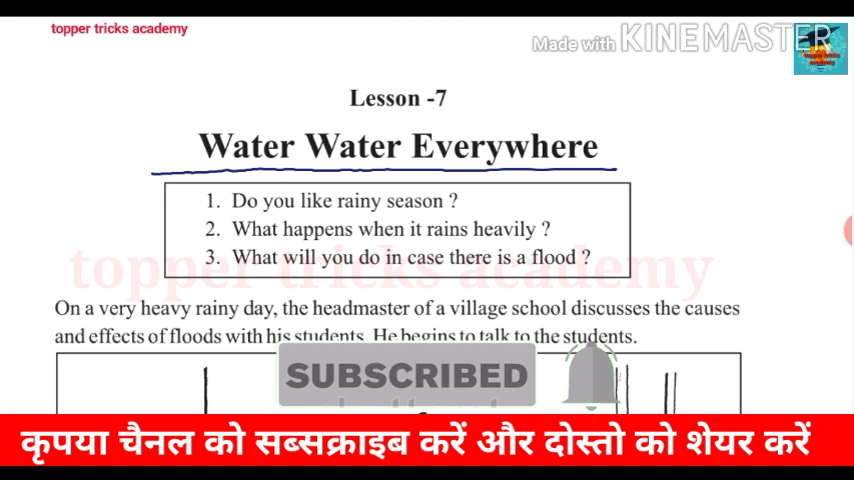 topper tricks academy
Made with KINEMASTER
topper tricks academy
Lesson -7
Water Water Everywhere
1. Do you like rainy season ?
2. What happens when it rains heavily ?
3. What will you do in case there is a flood ?
topper tricks academy
On a very heavy rainy day, the headmaster of a village school discusses the causes
and effects of floods with his students. He begins to talk to the students.
SUBSCRIBED
कृपया चैनल को सब्सक्राइब करें और दोस्तो को शेयर करें